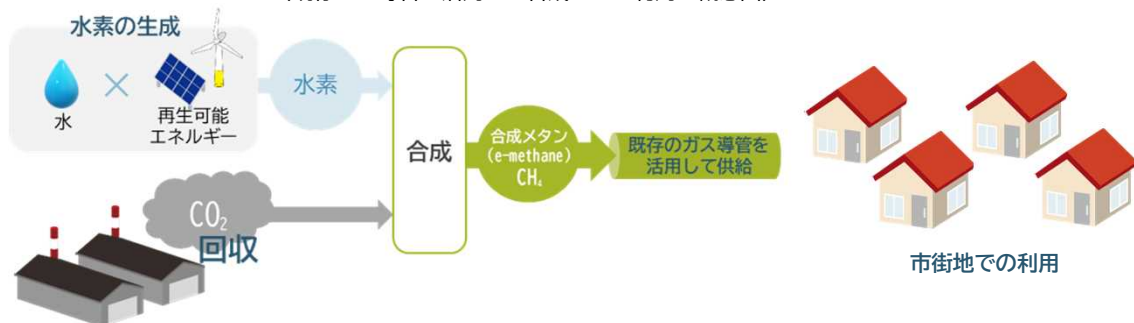 水素の生成
水
再生可能
エネルギー
水素
CO₂
回収
合成
合成メタン
(e-methane)
CH₄
既存のガス導管を
活用して供給
市街地での利用